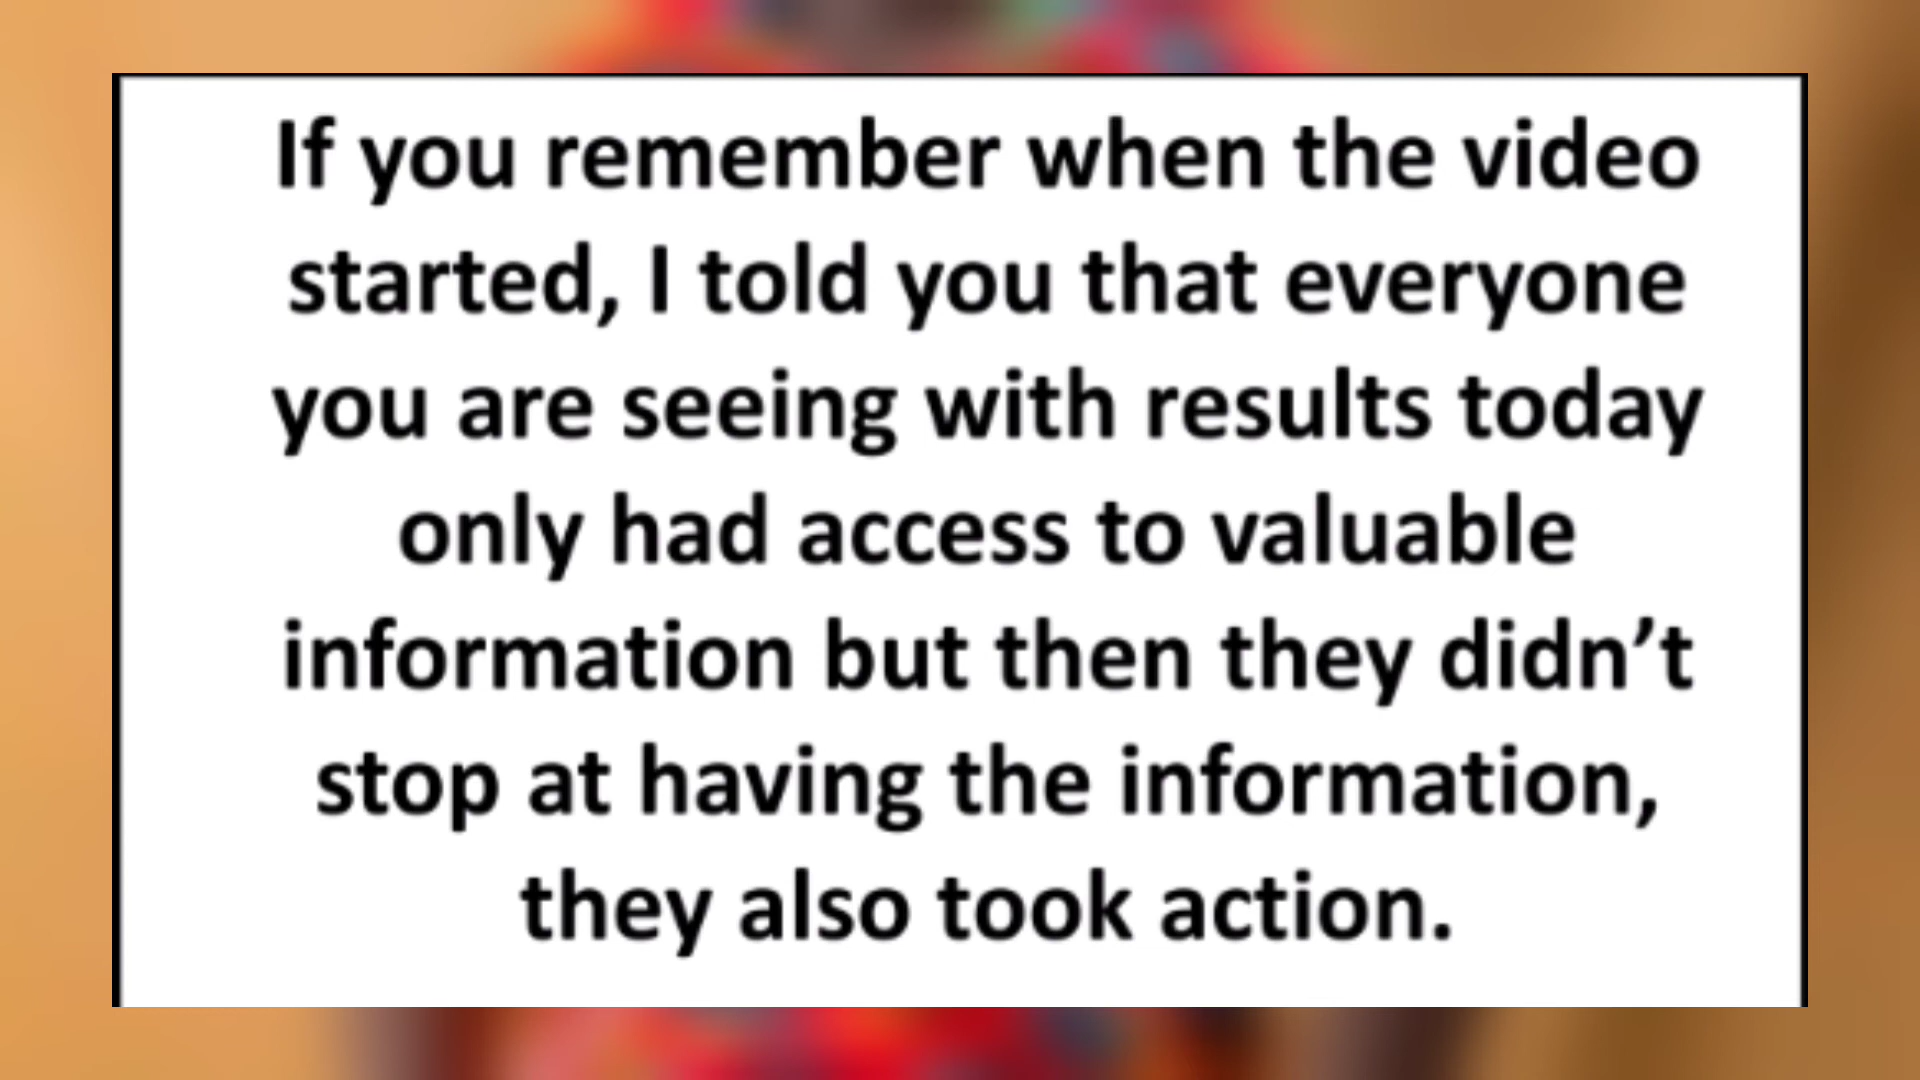 If you remember when the video
started, I told you that everyone
you are seeing with results today
only had access to valuable
information but then they didn’t
stop at having the information,
they also took action.